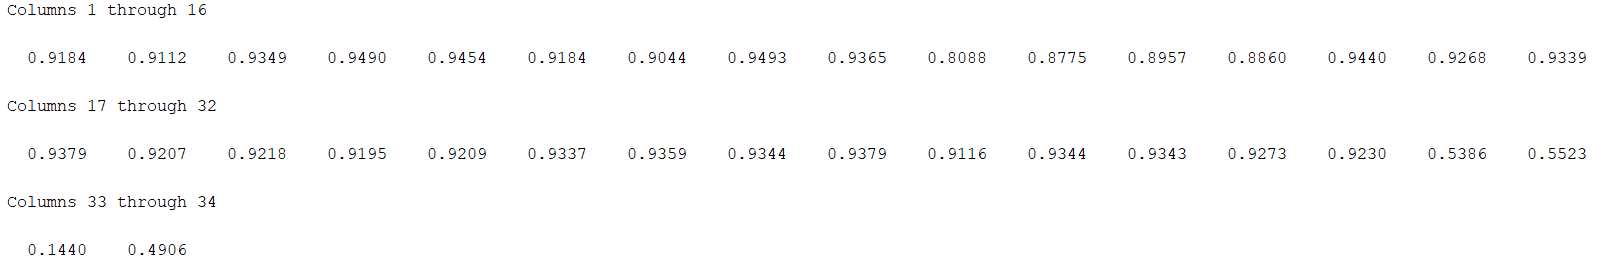 Columns 1 through 16
0.9184 0.9112 0.9349 0.9490 0.9454 0.9184 0.9044 0.9493 0.9365 0.8088 0.8775 0.8957 0.8860 0.9440 0.9268 0.9339
Columns 17 through 32
0.9379 0.9207 0.9218 0.9195 0.9209 0.9337 0.9359 0.9344 0.9379 0.9116 0.9344 0.9343 0.9273 0.9230 0.5386 0.5523
Columns 33 through 34
0.1440 0.4906